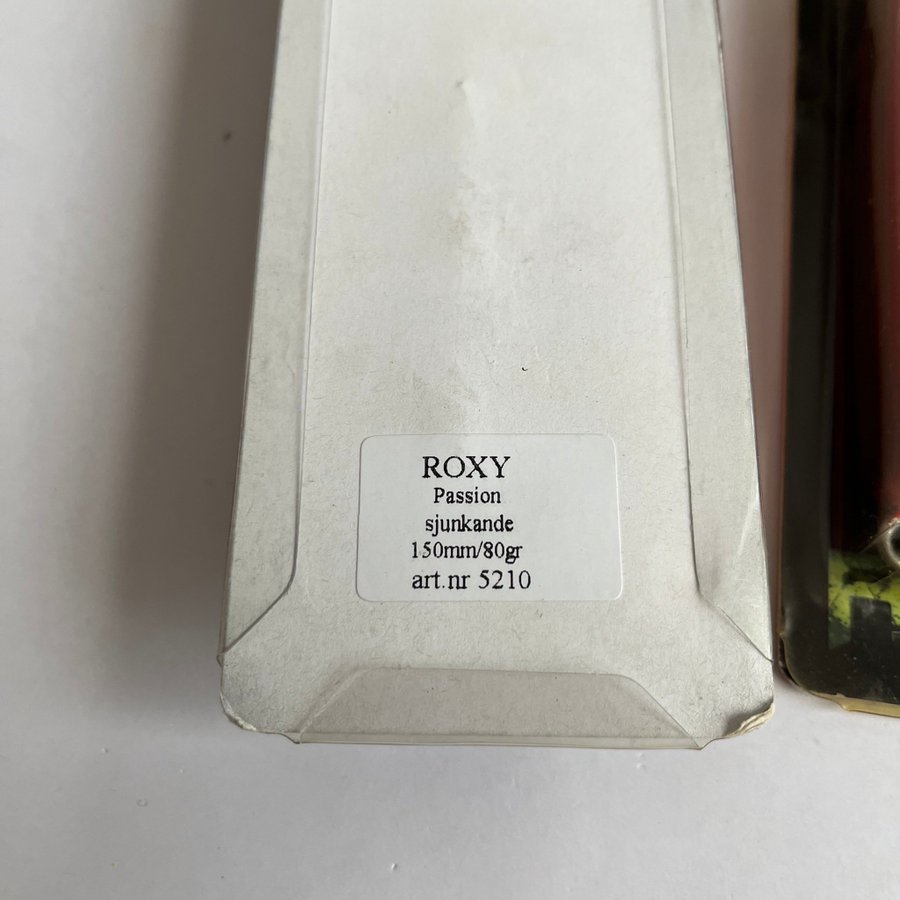 ROXY
Passion
sjunkande
150mm/80gr
art.nr 5210